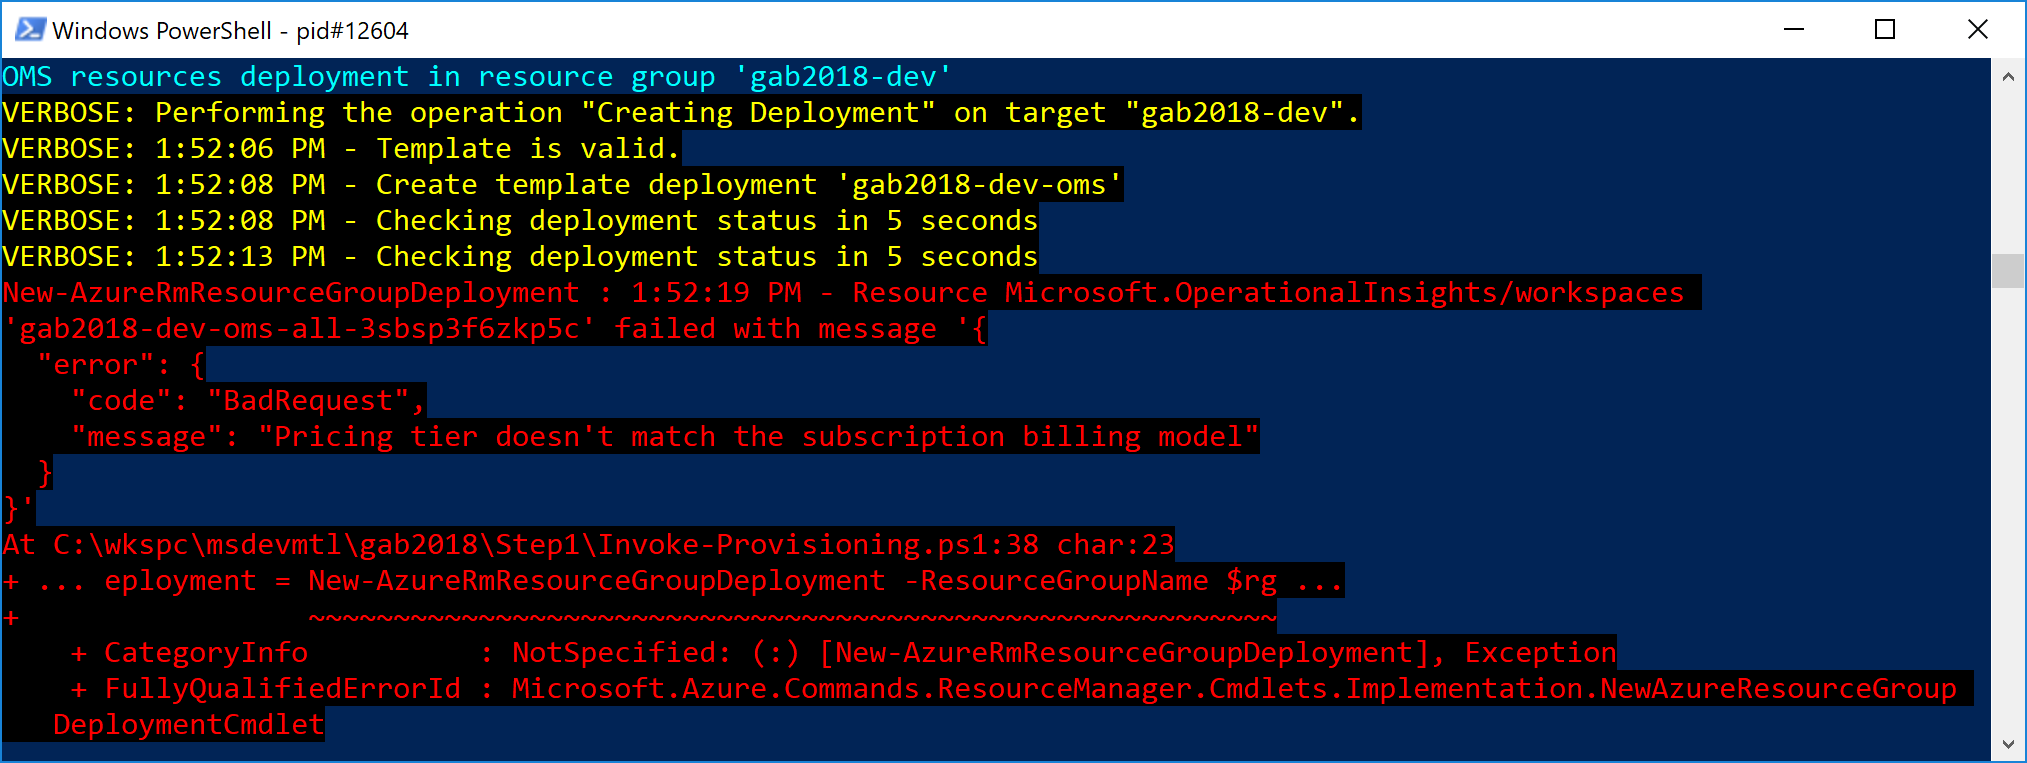 Windows PowerShell - pid#12604
OMS resources deployment in resource group 'gab2018-dev'
VERBOSE: Performing the operation "Creating Deployment" on target "gab2018-dev".
VERBOSE: 1:52:06 PM - Template is valid.
VERBOSE: 1:52:08 PM - Create template deployment 'gab2018-dev-oms'
VERBOSE: 1:52:08 PM - Checking deployment status in 5 seconds
VERBOSE: 1:52:13 PM - Checking deployment status in 5 seconds
New-AzureRmResourceGroupDeployment : 1:52:19 PM - Resource Microsoft.OperationalInsights/workspaces
'gab2018-dev-oms-all-3sbsp3f6zkp5c' failed with message '{
  "error": {
    "code": "BadRequest",
    "message": "Pricing tier doesn't match the subscription billing model"
  }
}'
At C:\wkspc\msdevmtl\gab2018\Step1\Invoke-Provisioning.ps1:38 char:23
+ ... eployment = New-AzureRmResourceGroupDeployment -ResourceGroupName $rg ...
+                 ~~~~~~~~~~~~~~~~~~~~~~~~~~~~~~~~~~~~~~~~~~~~~~~~~~~~~~~~~
    + CategoryInfo          : NotSpecified: (:) [New-AzureRmResourceGroupDeployment], Exception
    + FullyQualifiedErrorId : Microsoft.Azure.Commands.ResourceManager.Cmdlets.Implementation.NewAzureResourceGroup
   DeploymentCmdlet